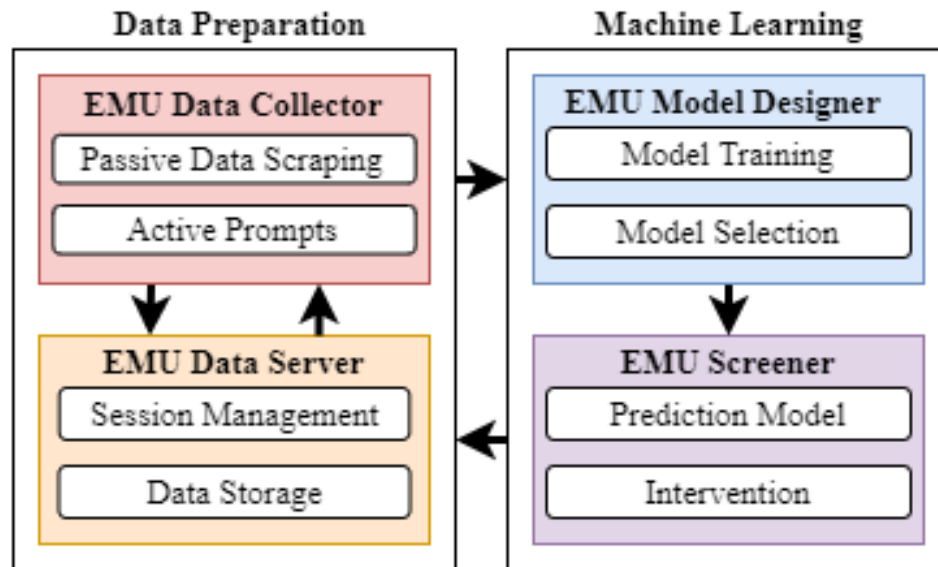 Data Preparation
EMU Data Collector
Passive Data Scraping
Active Prompts
EMU Data Server
Session Management
Data Storage
Machine Learning
EMU Model Designer
Model Training
Model Selection
EMU Screener
Prediction Model
Intervention